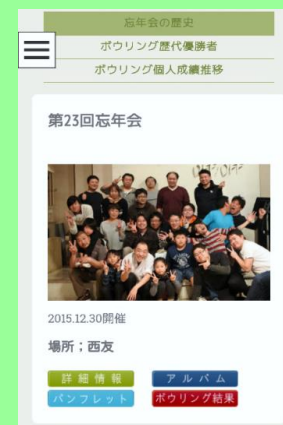 忘年会の歴史
ボウリング歴代優勝者
ボウリング個人成績推移
第23回忘年会
2015.12.30開催
場所；西友
詳細情報
アルバム
パンフレット
ボウリング結果